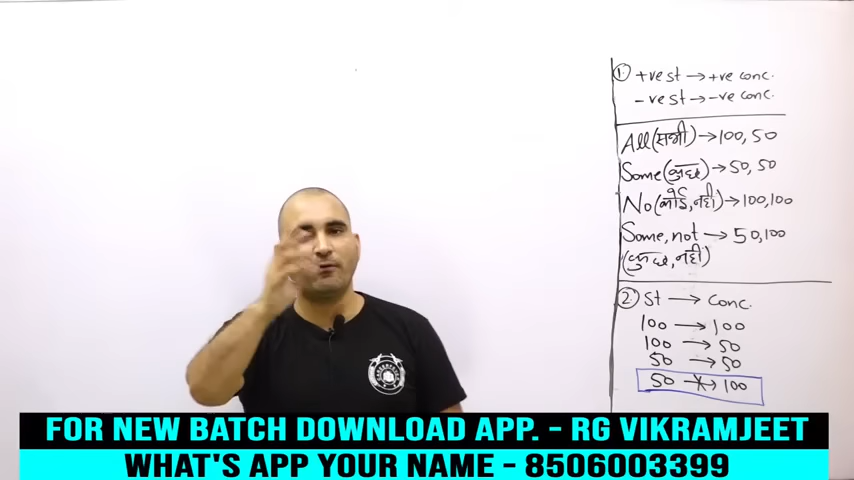 ① +ve st → +ve conc.
-ve st → -ve conc.
All (सभी) → 100, 50
Some (कुछ) → 50, 50
No (कोई, नहीं) → 100, 100
Some, not → 50, 100
(कुछ, नहीं)
② St → Conc.
100 → 100
100 → 50
50 → 50
50 ↛ 100
FOR NEW BATCH DOWNLOAD APP. - RG VIKRAMJEET
WHAT'S APP YOUR NAME - 8506003399